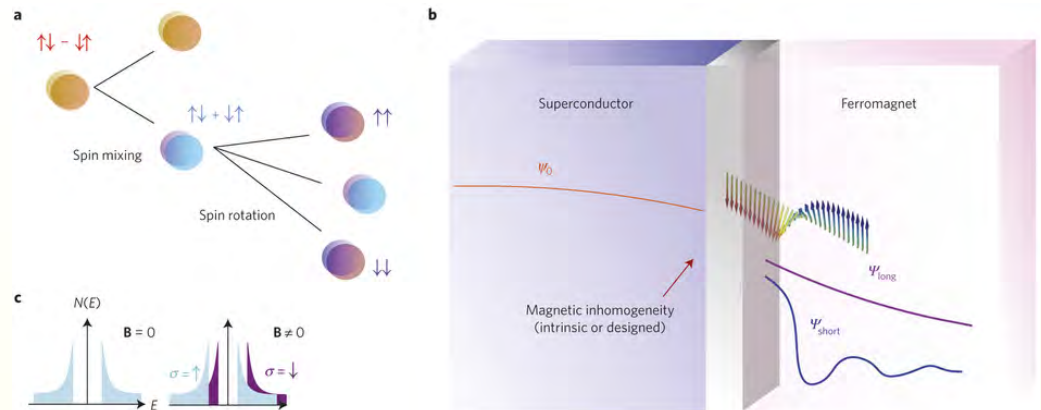 a
↑↓ – ↓↑
Spin mixing
↑↓ + ↓↑
Spin rotation
↑↑
↓↓
b
Superconductor
Ferromagnet
Ψ0
Magnetic inhomogeneity
(intrinsic or designed)
Ψlong
Ψshort
c
N(E)
B = 0
E
B ≠ 0
σ = ↑
σ = ↓